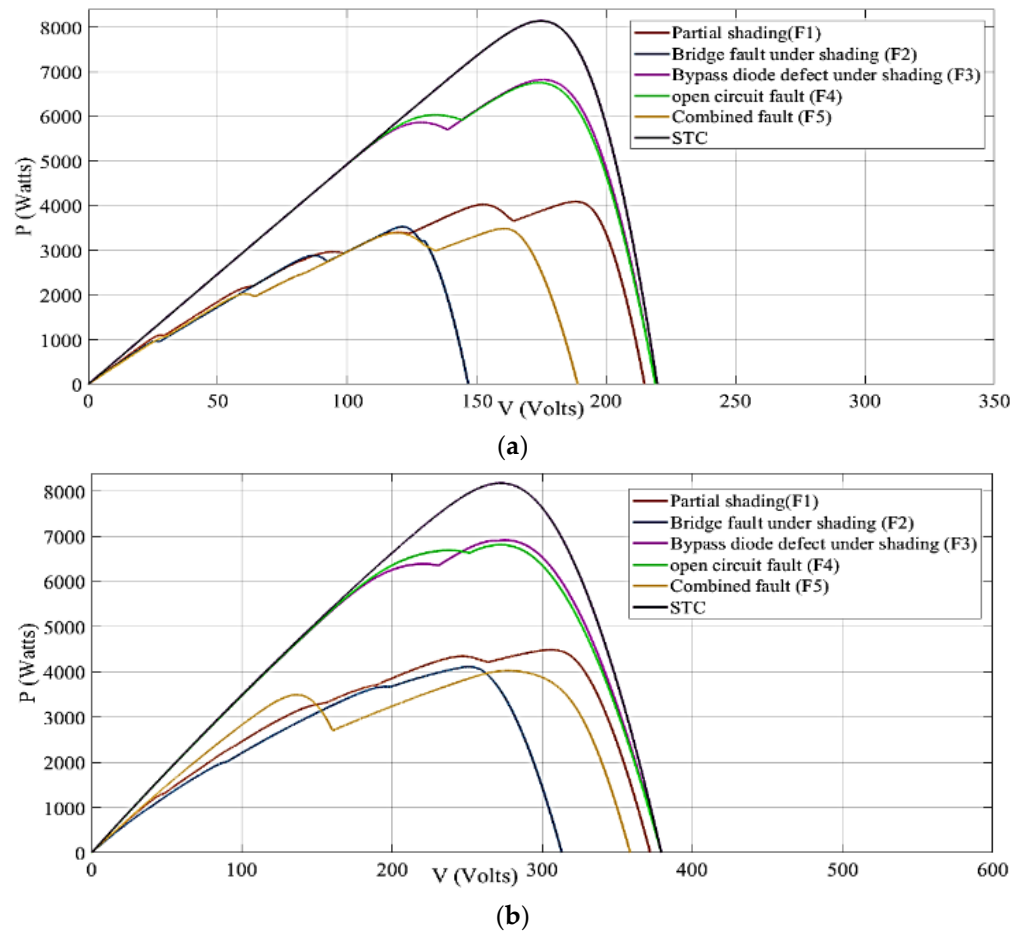 8000
7000
6000
5000
4000
3000
2000
1000
0
P (Watts)
Partial shading(F1)
Bridge fault under shading (F2)
Bypass diode defect under shading (F3)
open circuit fault (F4)
Combined fault (F5)
STC
0 50 100 150 200 250 300 350
V (Volts)
(a)
8000
7000
6000
5000
4000
3000
2000
1000
0
P (Watts)
Partial shading(F1)
Bridge fault under shading (F2)
Bypass diode defect under shading (F3)
open circuit fault (F4)
Combined fault (F5)
STC
0 100 200 300 400 500 600
V (Volts)
(b)